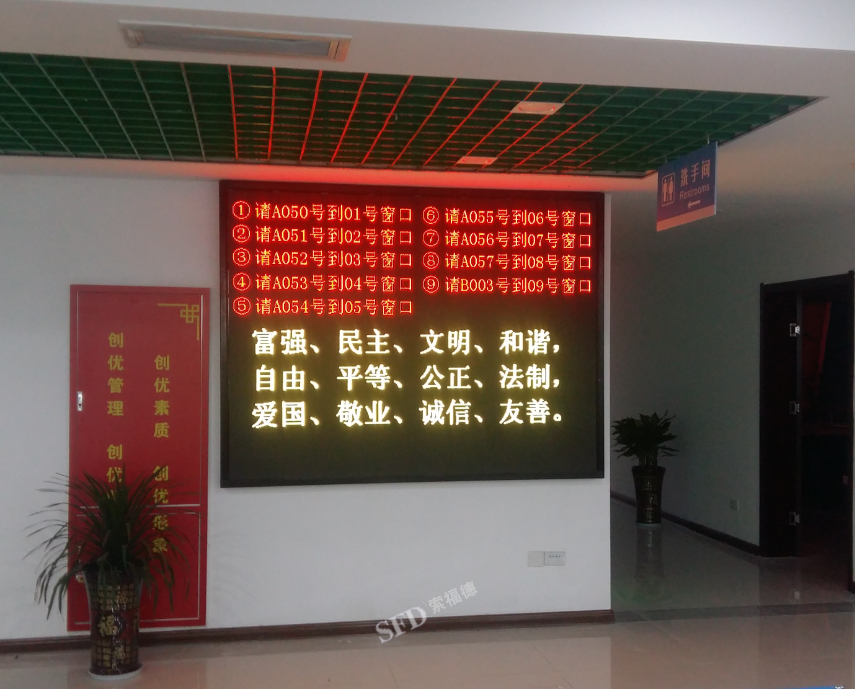 洗手间
Restrooms
①请A050号到01号窗口 ⑥请A055号到06号窗口
②请A051号到02号窗口 ⑦请A056号到07号窗口
③请A052号到03号窗口 ⑧请A057号到08号窗口
④请A053号到04号窗口 ⑨请B003号到09号窗口
⑤请A054号到05号窗口
富强、民主、文明、和谐，
自由、平等、公正、法制，
爱国、敬业、诚信、友善。
创优素质 创优形象
创优管理 创优
福
SFD 索福德